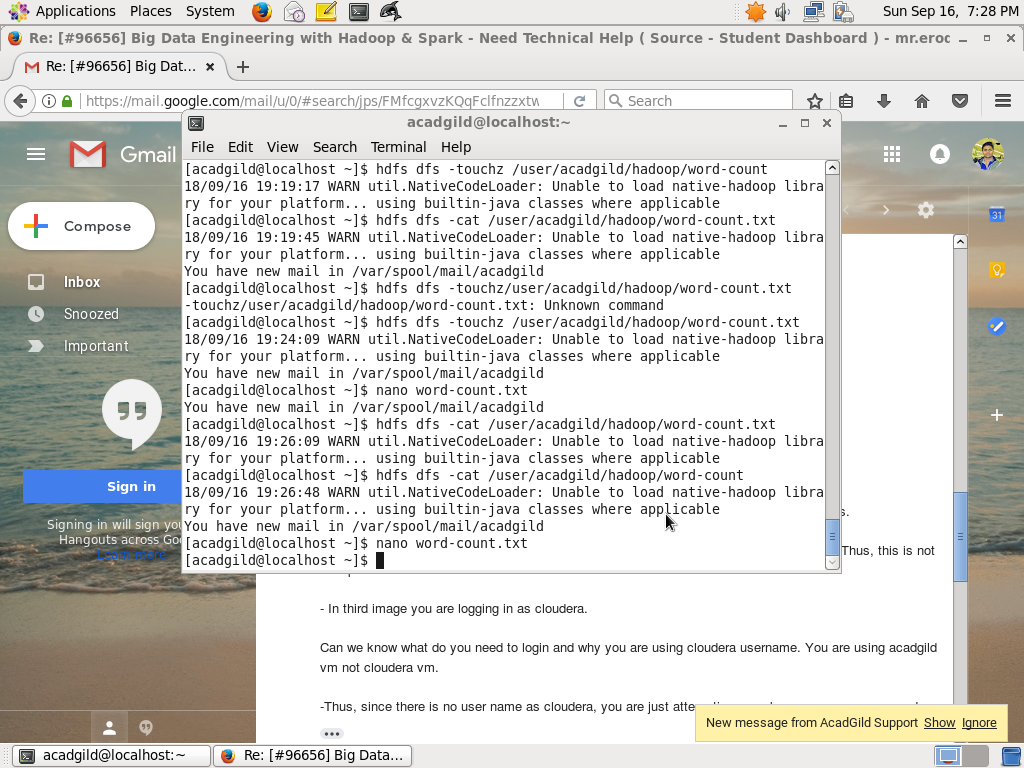 Applications Places System Sun Sep 16, 7:28 PM
Re: [#96656] Big Data Engineering with Hadoop & Spark - Need Technical Help ( Source - Student Dashboard ) - mr.eroc
Re: [#96656] Big Dat...
https://mail.google.com/mail/u/0/#search/jps/FMfcgxvzKQqFclfnzzxtw
Search
acadgild@localhost:~
File Edit View Search Terminal Help
Gmail
Compose
Inbox
Snoozed
Important
Sign in
Signing in will sign you
Hangouts across Goo
Learn more
[acadgild@localhost ~]$ hdfs dfs -touchz /user/acadgild/hadoop/word-count
18/09/16 19:19:17 WARN util.NativeCodeLoader: Unable to load native-hadoop libra
ry for your platform... using builtin-java classes where applicable
[acadgild@localhost ~]$ hdfs dfs -cat /user/acadgild/hadoop/word-count.txt
18/09/16 19:19:45 WARN util.NativeCodeLoader: Unable to load native-hadoop libra
ry for your platform... using builtin-java classes where applicable
You have new mail in /var/spool/mail/acadgild
[acadgild@localhost ~]$ hdfs dfs -touchz/user/acadgild/hadoop/word-count.txt
-touchz/user/acadgild/hadoop/word-count.txt: Unknown command
[acadgild@localhost ~]$ hdfs dfs -touchz /user/acadgild/hadoop/word-count.txt
18/09/16 19:24:09 WARN util.NativeCodeLoader: Unable to load native-hadoop libra
ry for your platform... using builtin-java classes where applicable
You have new mail in /var/spool/mail/acadgild
[acadgild@localhost ~]$ nano word-count.txt
You have new mail in /var/spool/mail/acadgild
[acadgild@localhost ~]$ hdfs dfs -cat /user/acadgild/hadoop/word-count.txt
18/09/16 19:26:09 WARN util.NativeCodeLoader: Unable to load native-hadoop libra
ry for your platform... using builtin-java classes where applicable
[acadgild@localhost ~]$ hdfs dfs -cat /user/acadgild/hadoop/word-count
18/09/16 19:26:48 WARN util.NativeCodeLoader: Unable to load native-hadoop libra
ry for your platform... using builtin-java classes where applicable
You have new mail in /var/spool/mail/acadgild
[acadgild@localhost ~]$ nano word-count.txt
[acadgild@localhost ~]$
31
s.
Thus, this is not
- In third image you are logging in as cloudera.
Can we know what do you need to login and why you are using cloudera username. You are using acadgild
vm not cloudera vm.
-Thus, since there is no user name as cloudera, you are just
New message from AcadGild Support Show Ignore
acadgild@localhost:~
Re: [#96656] Big Data...